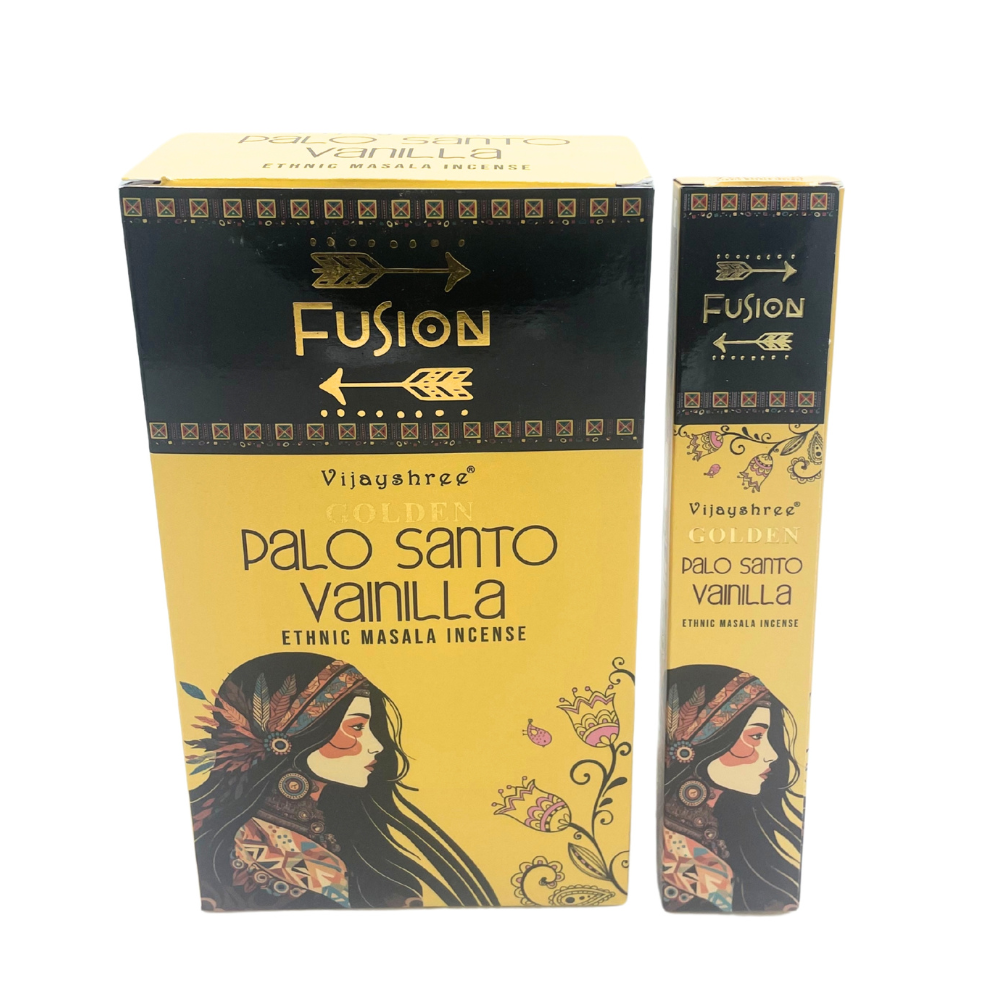 PALO SANTO
VAINILLA
ETHNIC MASALA INCENSE
FUSION
Vijayshree®
GOLDEN
PALO SANTO
VAINILLA
ETHNIC MASALA INCENSE
FUSION
Vijayshree®
GOLDEN
PALO SANTO
VAINILLA
ETHNIC MASALA INCENSE